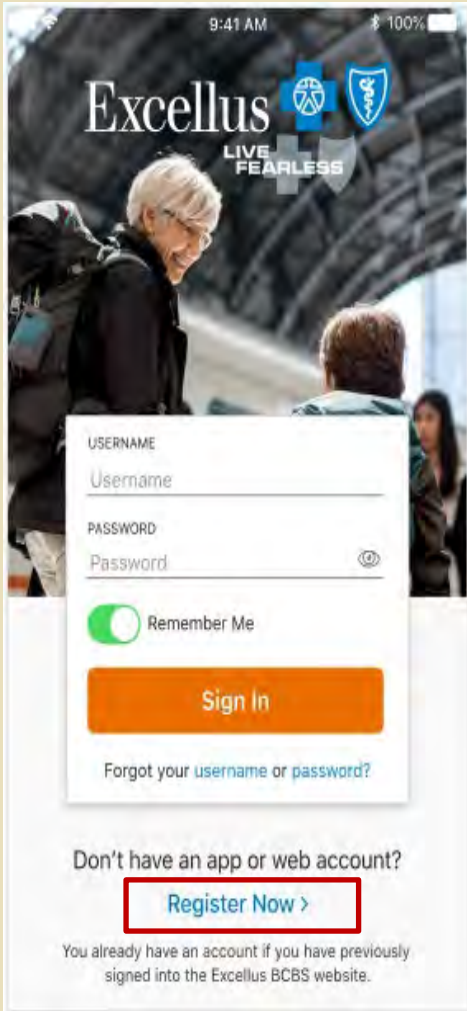 9:41 AM
100%
Excellus
LIVE
FEARLESS
USERNAME
Username
PASSWORD
Password
Remember Me
Sign In
Forgot your username or password?
Don't have an app or web account?
Register Now >
You already have an account if you have previously
signed into the Excellus BCBS website.